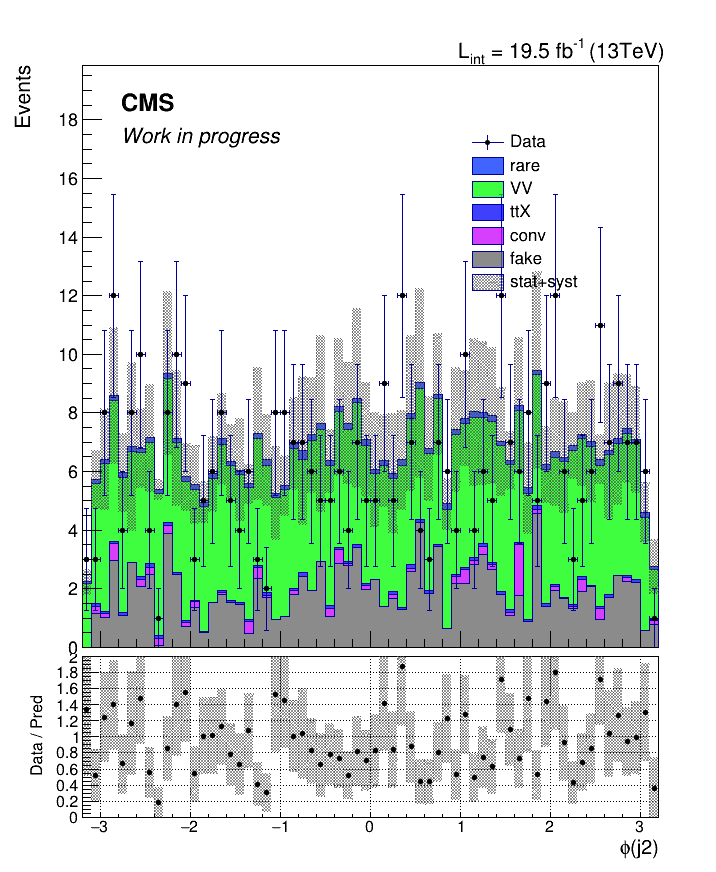 L_int = 19.5 fb^-1 (13TeV)
Events
CMS
Work in progress
Data
rare
VV
ttX
conv
fake
stat+syst
18
16
14
12
10
8
6
4
2
0
Data / Pred
2
1.8
1.6
1.4
1.2
1
0.8
0.6
0.4
0.2
0
−3
−2
−1
0
1
2
3
ϕ(j2)